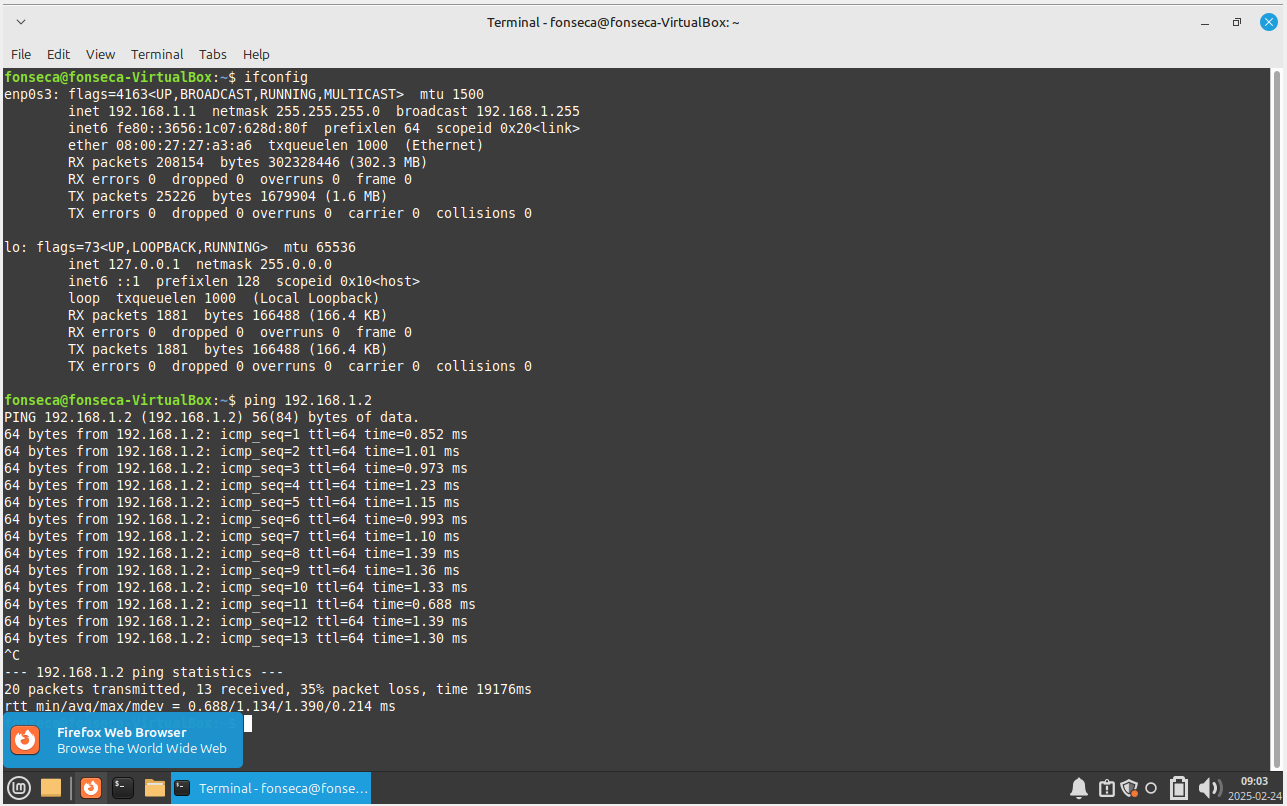 Terminal - fonseca@fonseca-VirtualBox: ~
File Edit View Terminal Tabs Help
fonseca@fonseca-VirtualBox:~$ ifconfig
enp0s3: flags=4163<UP,BROADCAST,RUNNING,MULTICAST>  mtu 1500
        inet 192.168.1.1  netmask 255.255.255.0  broadcast 192.168.1.255
        inet6 fe80::3656:1c07:628d:80f  prefixlen 64  scopeid 0x20<link>
        ether 08:00:27:27:a3:a6  txqueuelen 1000  (Ethernet)
        RX packets 208154  bytes 302328446 (302.3 MB)
        RX errors 0  dropped 0  overruns 0  frame 0
        TX packets 25226  bytes 1679904 (1.6 MB)
        TX errors 0  dropped 0 overruns 0  carrier 0  collisions 0
lo: flags=73<UP,LOOPBACK,RUNNING>  mtu 65536
        inet 127.0.0.1  netmask 255.0.0.0
        inet6 ::1  prefixlen 128  scopeid 0x10<host>
        loop  txqueuelen 1000  (Local Loopback)
        RX packets 1881  bytes 166488 (166.4 KB)
        RX errors 0  dropped 0  overruns 0  frame 0
        TX packets 1881  bytes 166488 (166.4 KB)
        TX errors 0  dropped 0 overruns 0  carrier 0  collisions 0
fonseca@fonseca-VirtualBox:~$ ping 192.168.1.2
PING 192.168.1.2 (192.168.1.2) 56(84) bytes of data.
64 bytes from 192.168.1.2: icmp_seq=1 ttl=64 time=0.852 ms
64 bytes from 192.168.1.2: icmp_seq=2 ttl=64 time=1.01 ms
64 bytes from 192.168.1.2: icmp_seq=3 ttl=64 time=0.973 ms
64 bytes from 192.168.1.2: icmp_seq=4 ttl=64 time=1.23 ms
64 bytes from 192.168.1.2: icmp_seq=5 ttl=64 time=1.15 ms
64 bytes from 192.168.1.2: icmp_seq=6 ttl=64 time=0.993 ms
64 bytes from 192.168.1.2: icmp_seq=7 ttl=64 time=1.10 ms
64 bytes from 192.168.1.2: icmp_seq=8 ttl=64 time=1.39 ms
64 bytes from 192.168.1.2: icmp_seq=9 ttl=64 time=1.36 ms
64 bytes from 192.168.1.2: icmp_seq=10 ttl=64 time=1.33 ms
64 bytes from 192.168.1.2: icmp_seq=11 ttl=64 time=0.688 ms
64 bytes from 192.168.1.2: icmp_seq=12 ttl=64 time=1.39 ms
64 bytes from 192.168.1.2: icmp_seq=13 ttl=64 time=1.30 ms
^C
--- 192.168.1.2 ping statistics ---
20 packets transmitted, 13 received, 35% packet loss, time 19176ms
rtt min/avg/max/mdev = 0.688/1.134/1.390/0.214 ms
Firefox Web Browser
Browse the World Wide Web
Terminal - fonseca@fonse...
09:03
2025-02-24